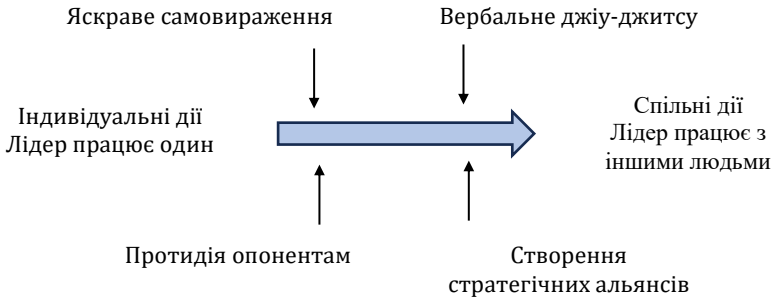 Яскраве самовираження
Вербальне джіу-джитсу
Індивідуальні дії
Лідер працює один
Спільні дії
Лідер працює з
іншими людьми
Протидія опонентам
Створення
стратегічних альянсів